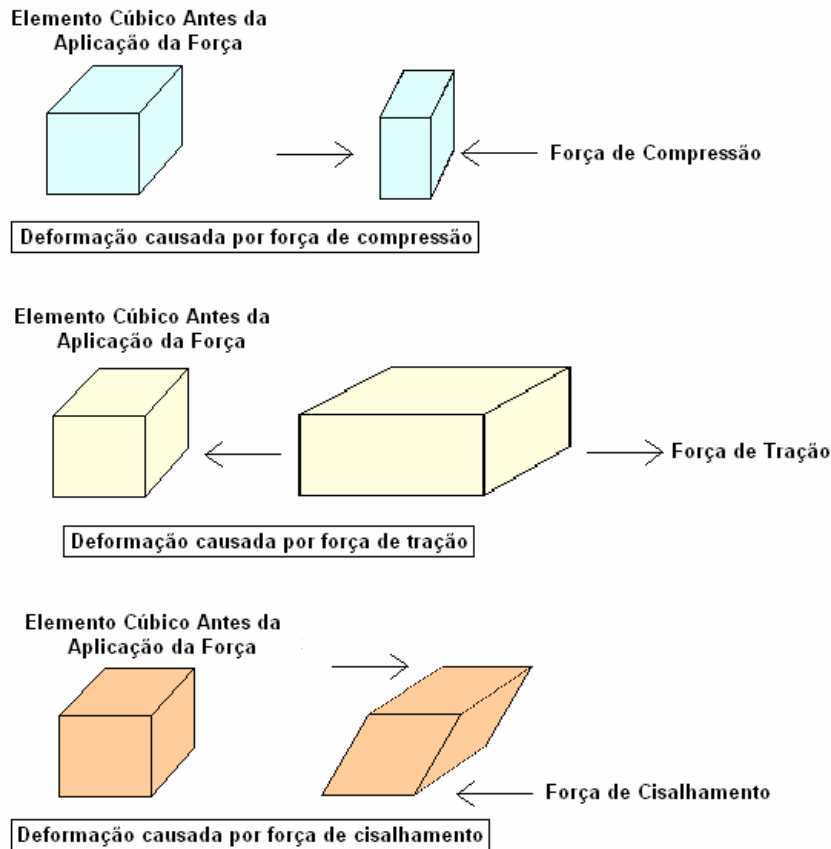 Elemento Cúbico Antes da
Aplicação da Força
Força de Compressão
Deformação causada por força de compressão
Elemento Cúbico Antes da
Aplicação da Força
Força de Tração
Deformação causada por força de tração
Elemento Cúbico Antes da
Aplicação da Força
Força de Cisalhamento
Deformação causada por força de cisalhamento